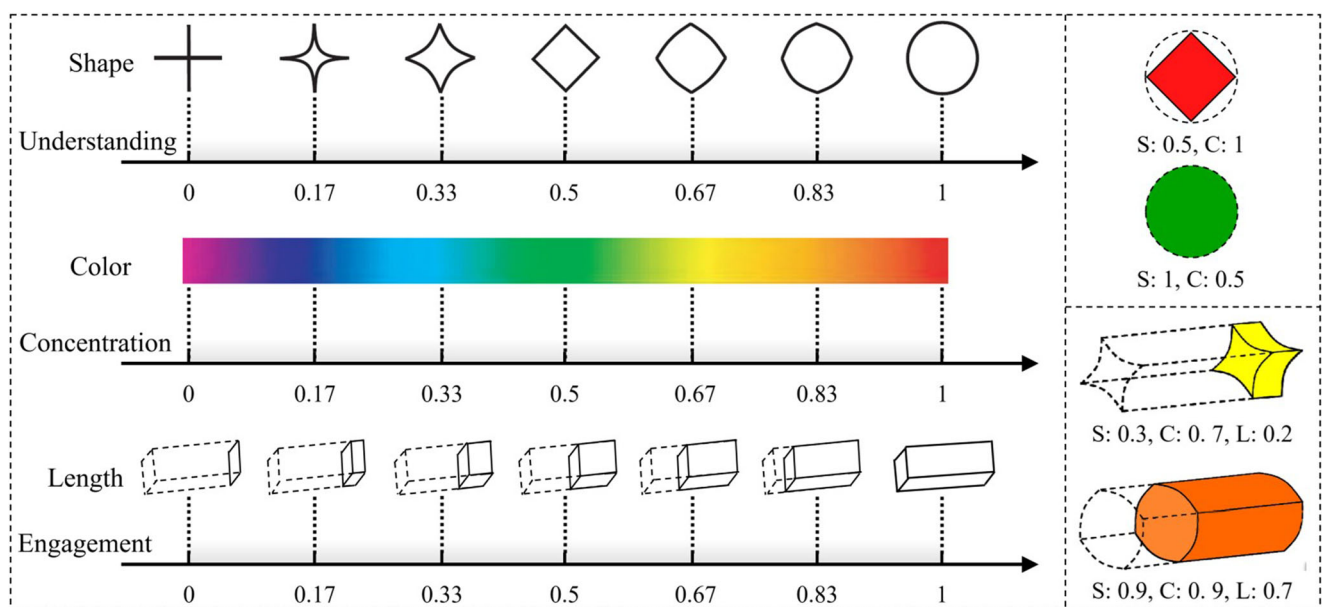 Shape
Understanding
0 0.17 0.33 0.5 0.67 0.83 1
Color
Concentration
0 0.17 0.33 0.5 0.67 0.83 1
Length
Engagement
0 0.17 0.33 0.5 0.67 0.83 1
S: 0.5, C: 1
S: 1, C: 0.5
S: 0.3, C: 0. 7, L: 0.2
S: 0.9, C: 0. 9, L: 0.7